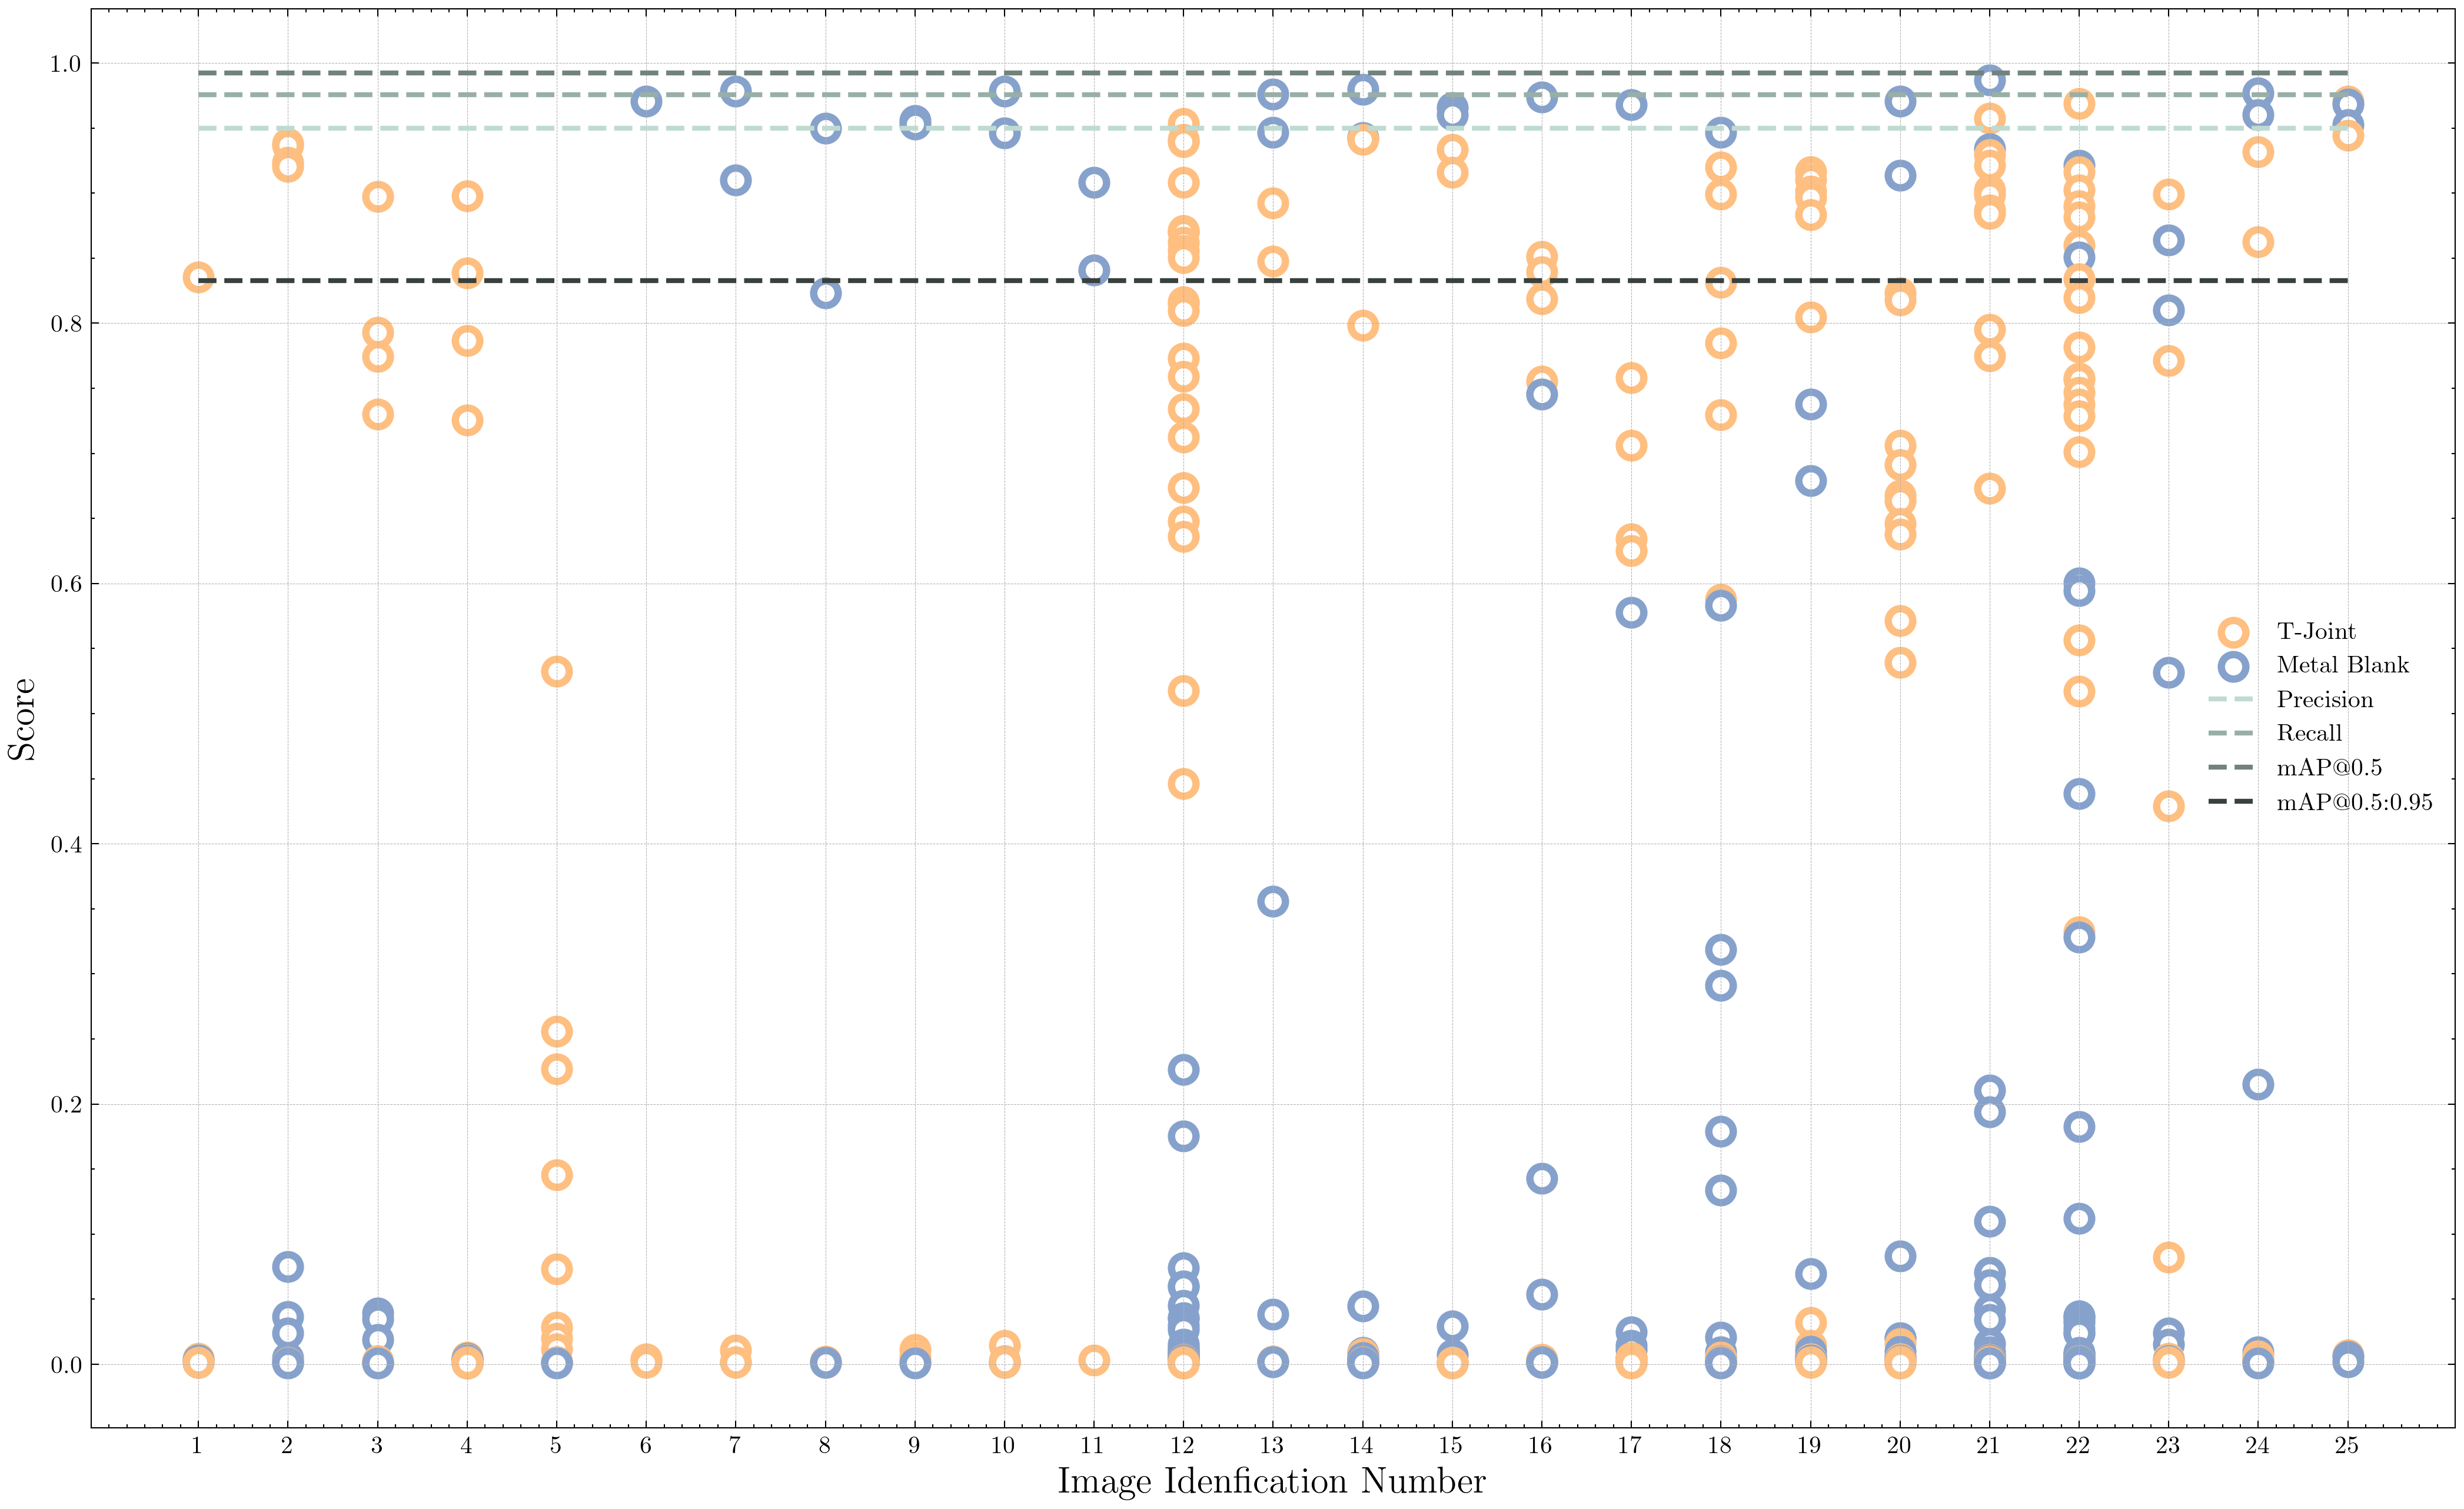 1.0
0.8
0.6
0.4
0.2
0.0
Score
T-Joint
Metal Blank
Precision
Recall
mAP@0.5
mAP@0.5:0.95
1 2 3 4 5 6 7 8 9 10 11 12 13 14 15 16 17 18 19 20 21 22 23 24 25
Image Idenfication Number